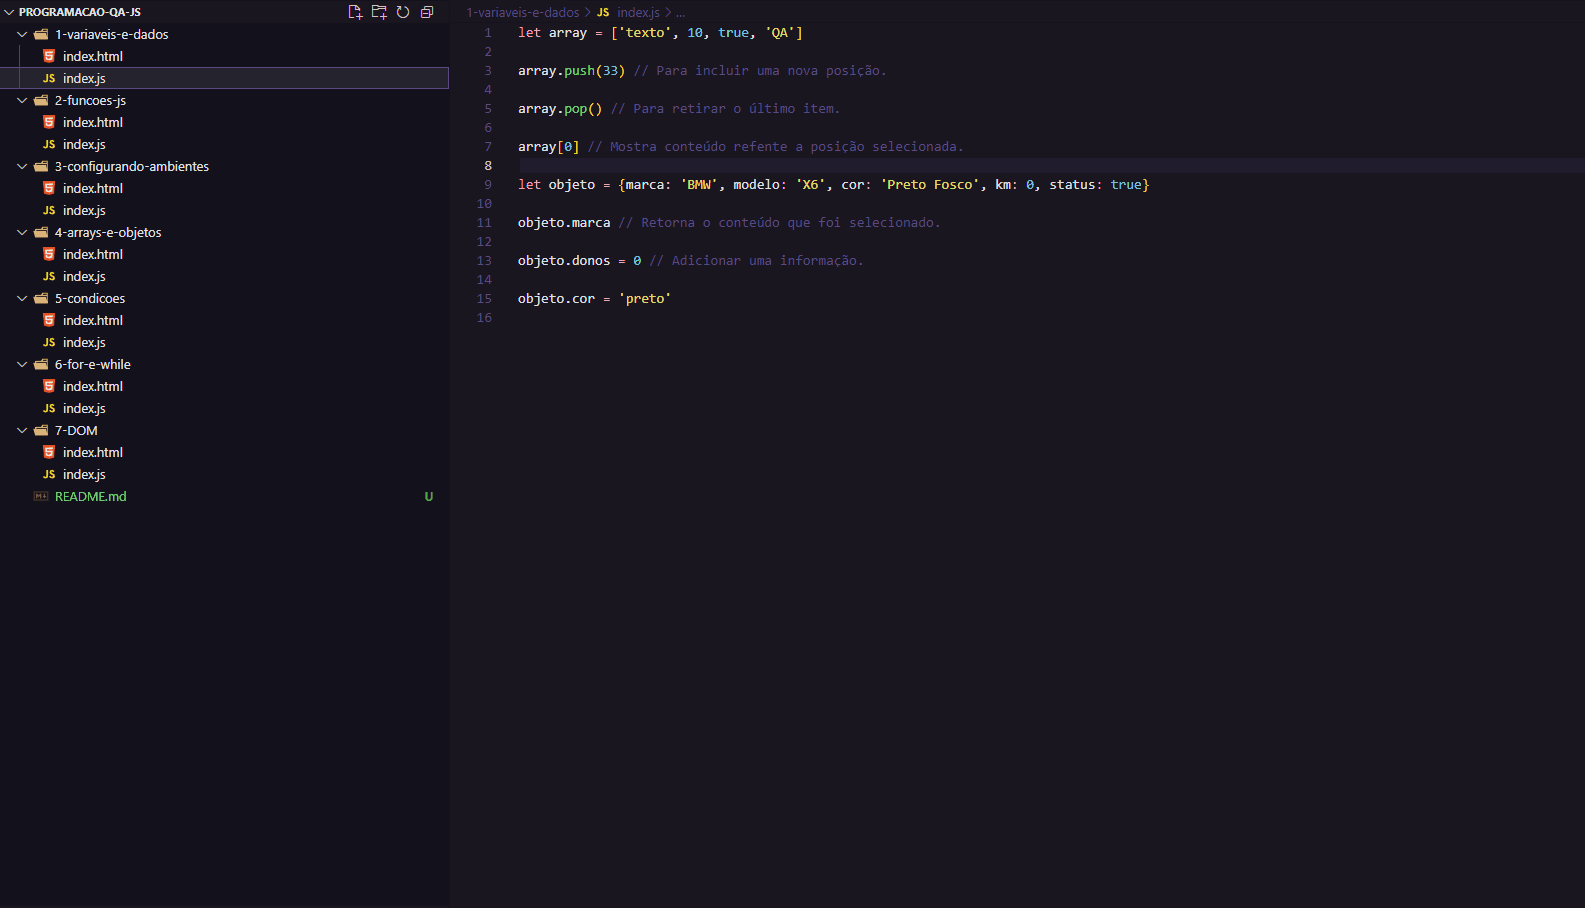 PROGRAMACAO-QA-JS
1-variaveis-e-dados
index.html
JS index.js
2-funcoes-js
index.html
JS index.js
3-configurando-ambientes
index.html
JS index.js
4-arrays-e-objetos
index.html
JS index.js
5-condicoes
index.html
JS index.js
6-for-e-while
index.html
JS index.js
7-DOM
index.html
JS index.js
README.md U
1-variaveis-e-dados > JS index.js > ...
1 let array = ['texto', 10, true, 'QA']
2
3 array.push(33) // Para incluir uma nova posição.
4
5 array.pop() // Para retirar o último item.
6
7 array[0] // Mostra conteúdo refente a posição selecionada.
8
9 let objeto = {marca: 'BMW', modelo: 'X6', cor: 'Preto Fosco', km: 0, status: true}
10
11 objeto.marca // Retorna o conteúdo que foi selecionado.
12
13 objeto.donos = 0 // Adicionar uma informação.
14
15 objeto.cor = 'preto'
16